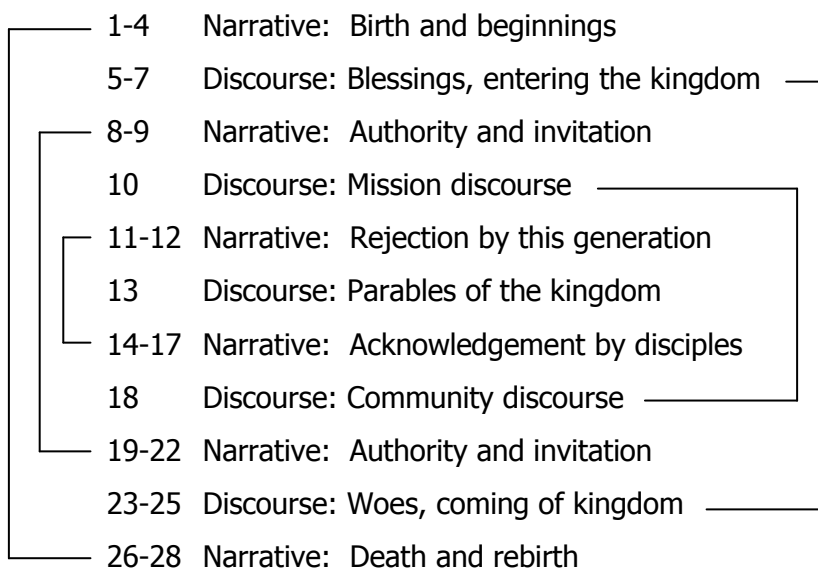 1-4 Narrative: Birth and beginnings
5-7 Discourse: Blessings, entering the kingdom
8-9 Narrative: Authority and invitation
10 Discourse: Mission discourse
11-12 Narrative: Rejection by this generation
13 Discourse: Parables of the kingdom
14-17 Narrative: Acknowledgement by disciples
18 Discourse: Community discourse
19-22 Narrative: Authority and invitation
23-25 Discourse: Woes, coming of kingdom
26-28 Narrative: Death and rebirth